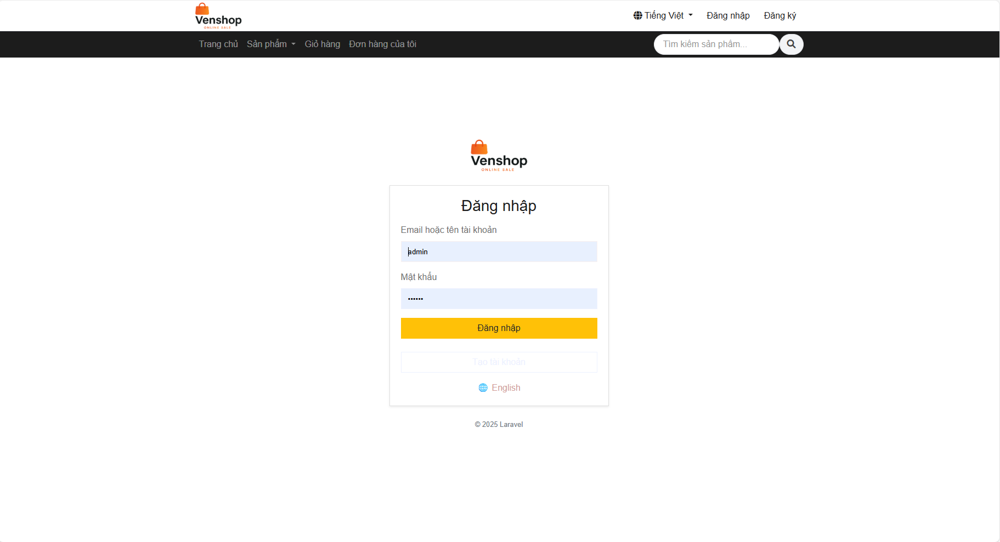 Venshop
ONLINE SALE
Tiếng Việt
Đăng nhập
Đăng ký
Trang chủ
Sản phẩm
Giỏ hàng
Đơn hàng của tôi
Tìm kiếm sản phẩm...
Venshop
ONLINE SALE
Đăng nhập
Email hoặc tên tài khoản
admin
Mật khẩu
••••••
Đăng nhập
Tạo tài khoản
English
© 2025 Laravel